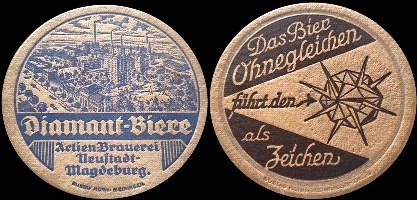 Diamant-Biere
Actien Brauerei
Neustadt-
Magdeburg.
Das Bier
Ohnegleichen
führt den
als
Zeichen